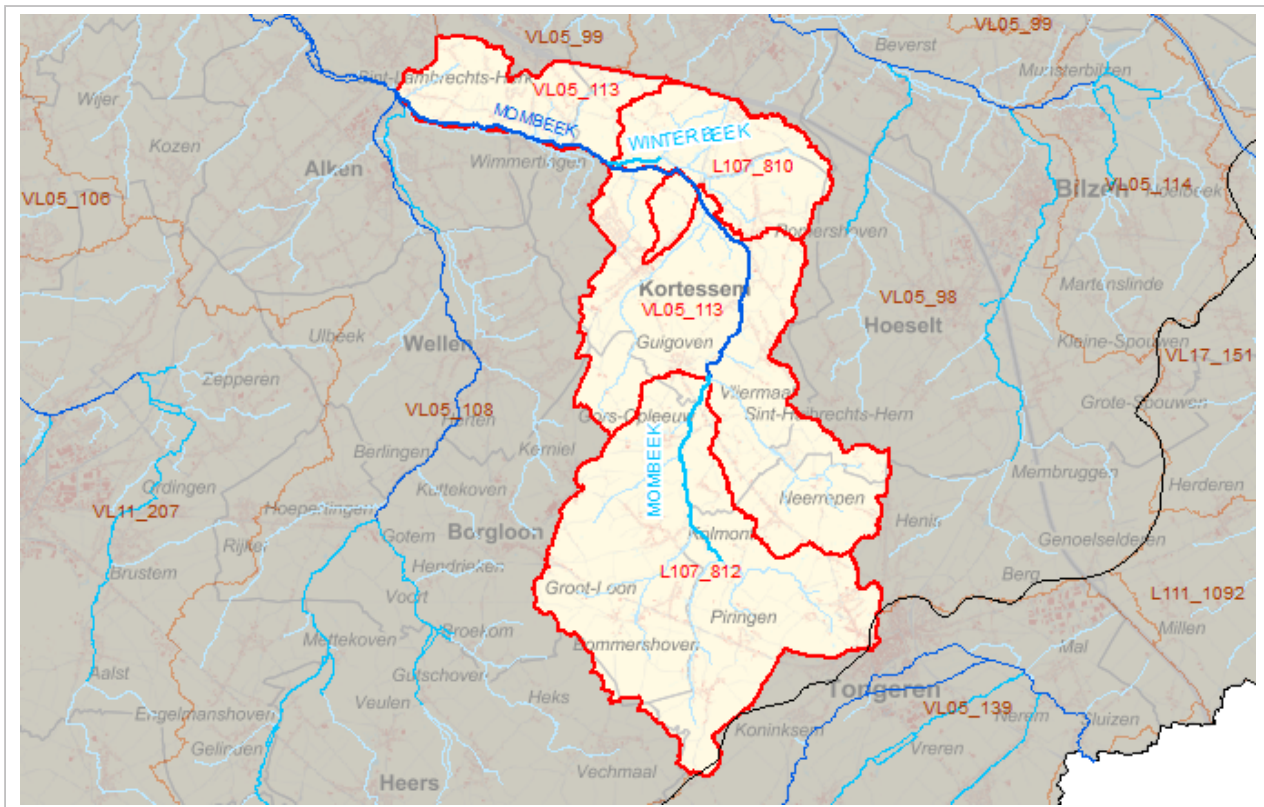 VL05_99
VL05_99
Beverst
Munsterbilzen
Sint-Lambrechts-Herk
VL05_113
Wijer
MOMBEEK
WINTERBEEK
Kozen
Wimmertingen
Alken
L107_810
Bilzen
VL05_114
Hoelbeek
VL05_106
Romershoven
Kortessem
VL05_113
Martenslinde
VL05_98
Hoeselt
Ulbeek
Wellen
Guigoven
Kleine-Spouwen
VL17_151
Zepperen
Vliermaal
VL05_108
Herten
Gors-Opleeuw
Sint-Huibrechts-Hern
Grote-Spouwen
Berlingen
Kerniel
MOMBEEK
Membruggen
Ordingen
Kuttekoven
Neerrepen
Herderen
VL11_207
Hoepertingen
Gotem
Borgloon
Kolmont
Henis
Genoelselderen
Rijkel
Brustem
Hendrieken
L107_812
Berg
Voort
Gront-Loon
Piringen
L111_1092
Millen
Mettekoven
Broekom
Bommershoven
Mal
Aalst
Gutschoven
Veulen
Heks
Tongeren
VL05_139
Nerem
Sluizen
Engelmanshoven
Koninksem
Gelinden
Vreren
Heers
Vechmaal